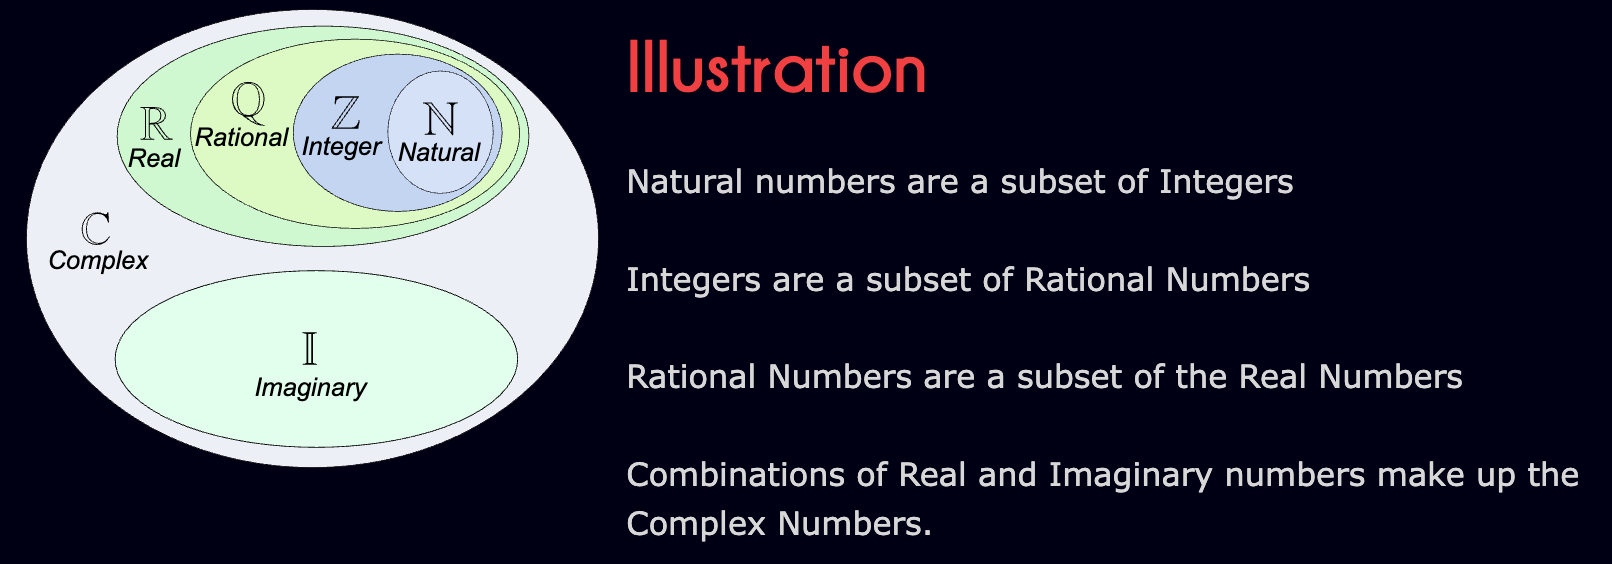 ℝ
Real
ℚ
Rational
ℤ
Integer
ℕ
Natural
ℂ
Complex
𝕀
Imaginary
Illustration
Natural numbers are a subset of Integers
Integers are a subset of Rational Numbers
Rational Numbers are a subset of the Real Numbers
Combinations of Real and Imaginary numbers make up the
Complex Numbers.